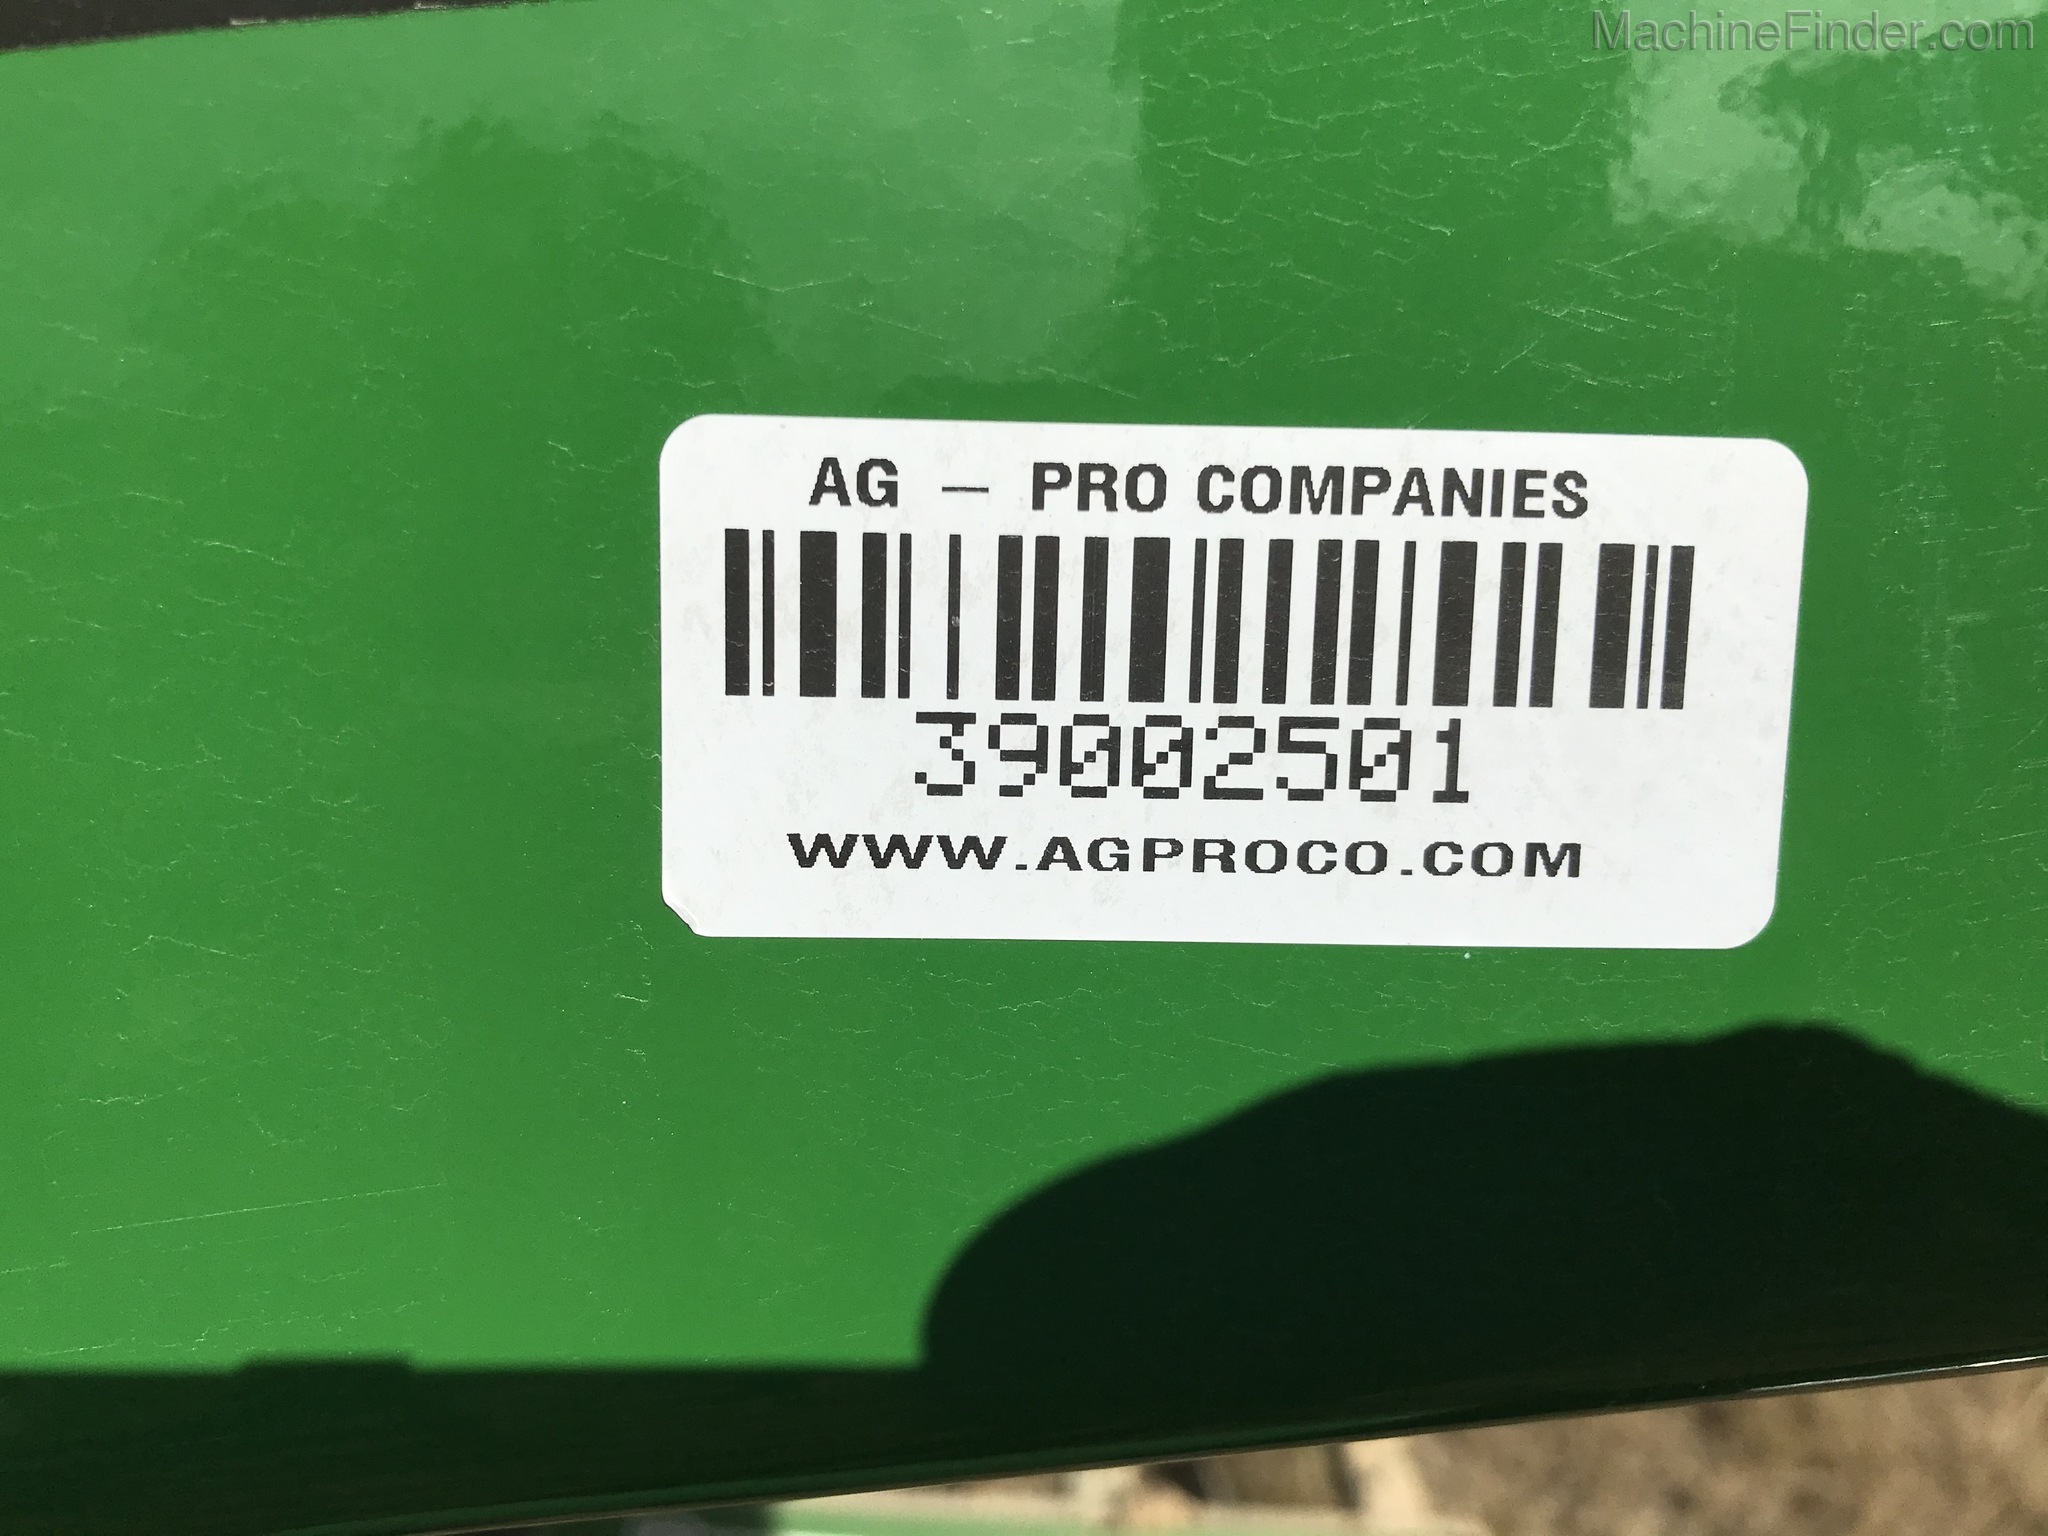 MachineFinder.com
AG - PRO COMPANIES
39002501
WWW.AGPROCO.COM